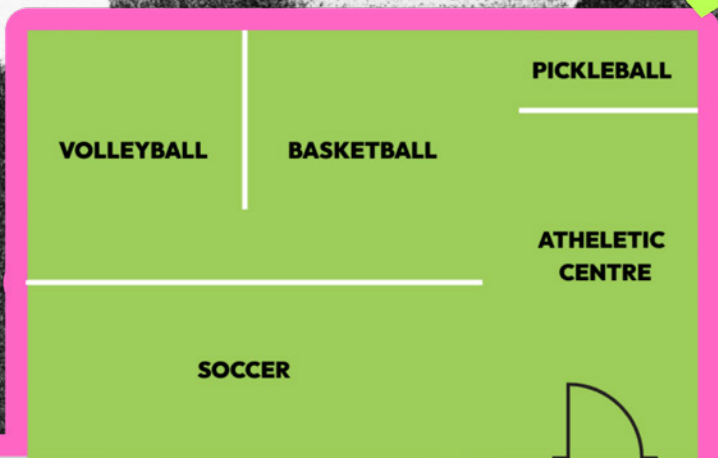 PICKLEBALL
VOLLEYBALL
BASKETBALL
ATHELETIC
CENTRE
SOCCER